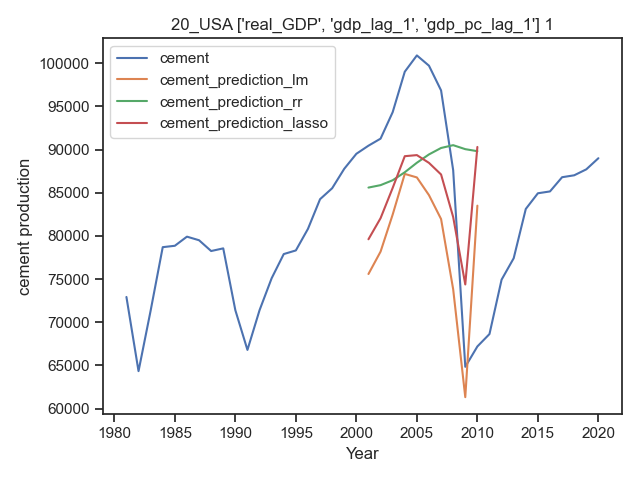 20_USA ['real_GDP', 'gdp_lag_1', 'gdp_pc_lag_1'] 1
cement
cement_prediction_lm
cement_prediction_rr
cement_prediction_lasso
cement production
100000
95000
90000
85000
80000
75000
70000
65000
60000
1980 1985 1990 1995 2000 2005 2010 2015 2020
Year